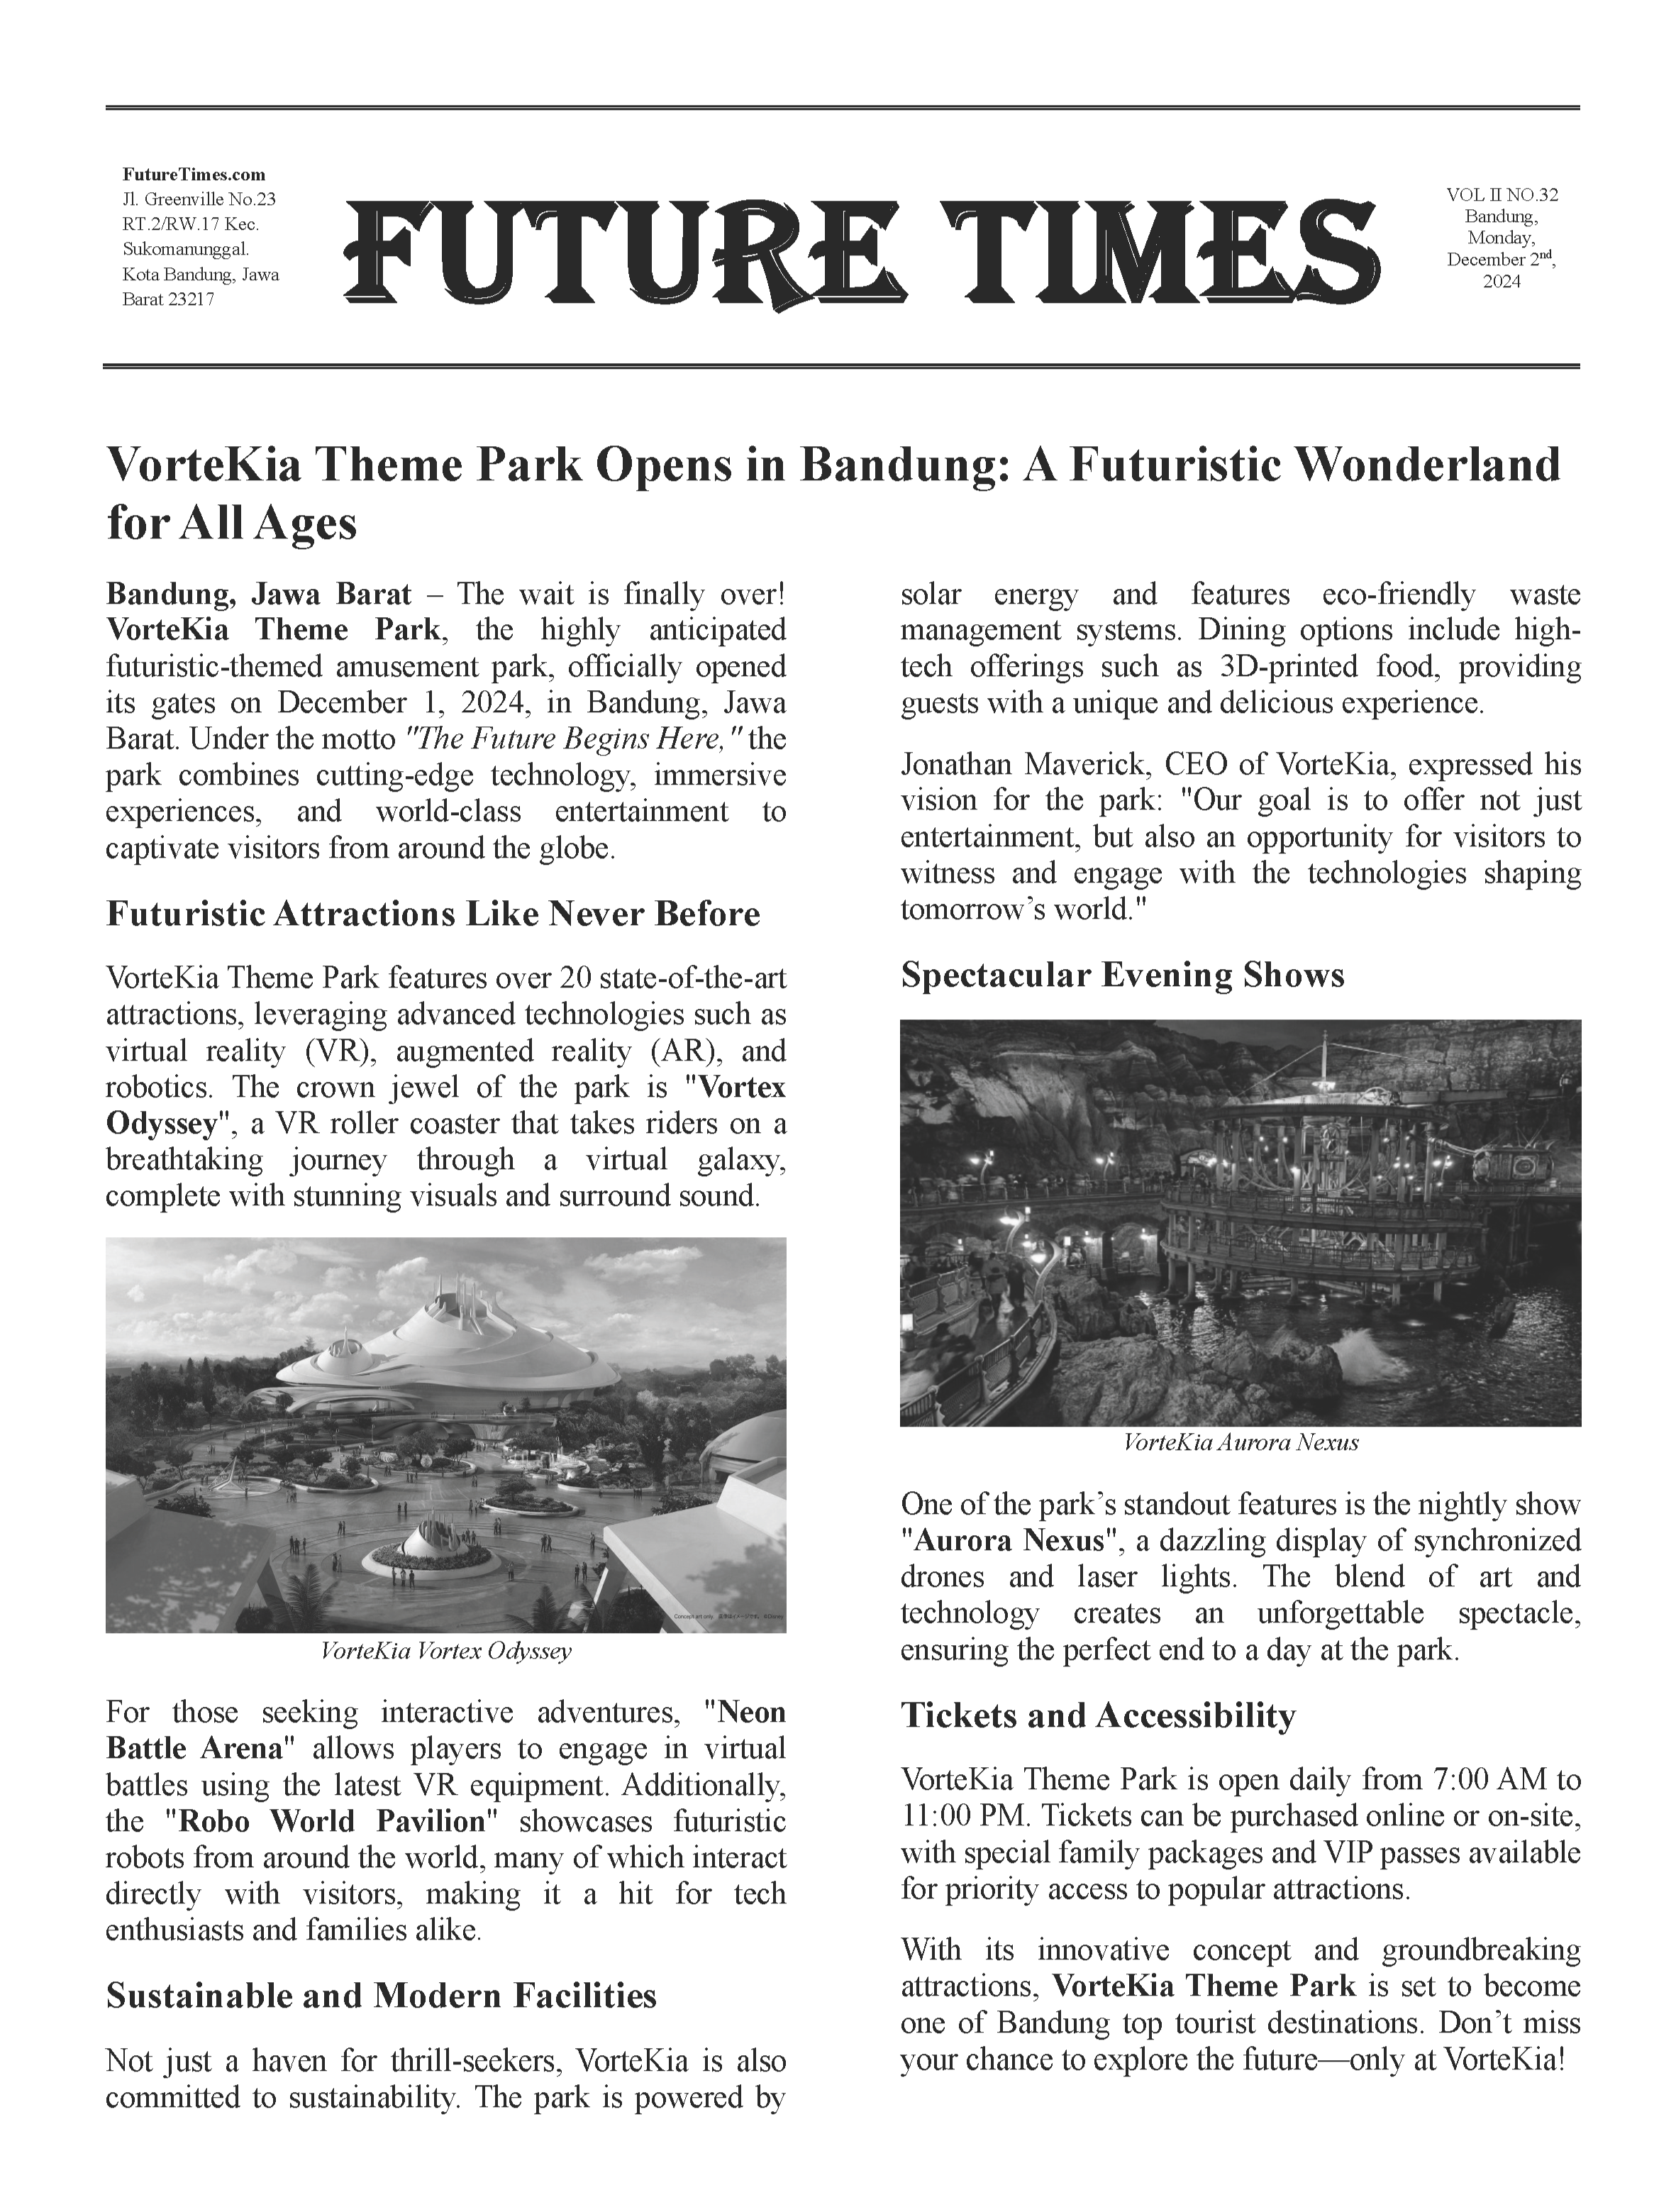 FutureTimes.com
Jl. Greenville No.23
RT.2/RW.17 Kec.
Sukomanunggal.
Kota Bandung, Jawa
Barat 23217
FUTURE TIMES
VOL II NO.32
Bandung,
Monday,
December 2nd,
2024
VorteKia Theme Park Opens in Bandung: A Futuristic Wonderland
for All Ages
Bandung, Jawa Barat – The wait is finally over!
VorteKia Theme Park, the highly anticipated
futuristic-themed amusement park, officially opened
its gates on December 1, 2024, in Bandung, Jawa
Barat. Under the motto "The Future Begins Here," the
park combines cutting-edge technology, immersive
experiences, and world-class entertainment to
captivate visitors from around the globe.
Futuristic Attractions Like Never Before
VorteKia Theme Park features over 20 state-of-the-art
attractions, leveraging advanced technologies such as
virtual reality (VR), augmented reality (AR), and
robotics. The crown jewel of the park is "Vortex
Odyssey", a VR roller coaster that takes riders on a
breathtaking journey through a virtual galaxy,
complete with stunning visuals and surround sound.
Concept art only ©Disney
VorteKia Vortex Odyssey
For those seeking interactive adventures, "Neon
Battle Arena" allows players to engage in virtual
battles using the latest VR equipment. Additionally,
the "Robo World Pavilion" showcases futuristic
robots from around the world, many of which interact
directly with visitors, making it a hit for tech
enthusiasts and families alike.
Sustainable and Modern Facilities
Not just a haven for thrill-seekers, VorteKia is also
committed to sustainability. The park is powered by
solar energy and features eco-friendly waste
management systems. Dining options include high-
tech offerings such as 3D-printed food, providing
guests with a unique and delicious experience.
Jonathan Maverick, CEO of VorteKia, expressed his
vision for the park: "Our goal is to offer not just
entertainment, but also an opportunity for visitors to
witness and engage with the technologies shaping
tomorrow’s world."
Spectacular Evening Shows
VorteKia Aurora Nexus
One of the park’s standout features is the nightly show
"Aurora Nexus", a dazzling display of synchronized
drones and laser lights. The blend of art and
technology creates an unforgettable spectacle,
ensuring the perfect end to a day at the park.
Tickets and Accessibility
VorteKia Theme Park is open daily from 7:00 AM to
11:00 PM. Tickets can be purchased online or on-site,
with special family packages and VIP passes available
for priority access to popular attractions.
With its innovative concept and groundbreaking
attractions, VorteKia Theme Park is set to become
one of Bandung top tourist destinations. Don’t miss
your chance to explore the future—only at VorteKia!